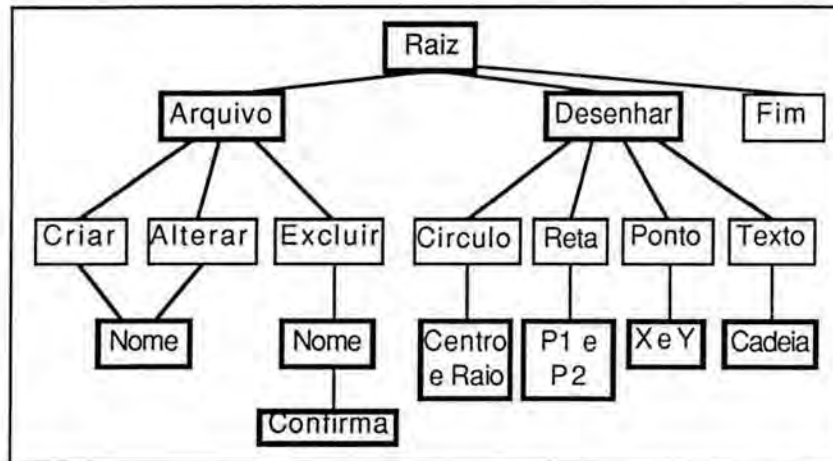 Raiz
Arquivo Desenhar Fim
Criar Alterar Excluir Circulo Reta Ponto Texto
Nome Nome Centro e Raio P1 e P2 X e Y Cadeia
Confirma